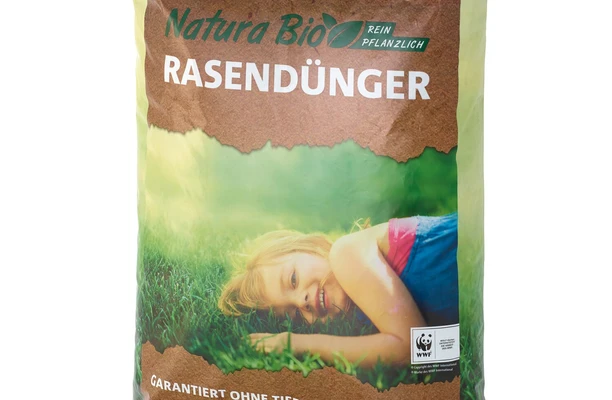 Natura Bio
REIN
PFLANZLICH
RASENDÜNGER
WWF
GARANTIERT OHNE